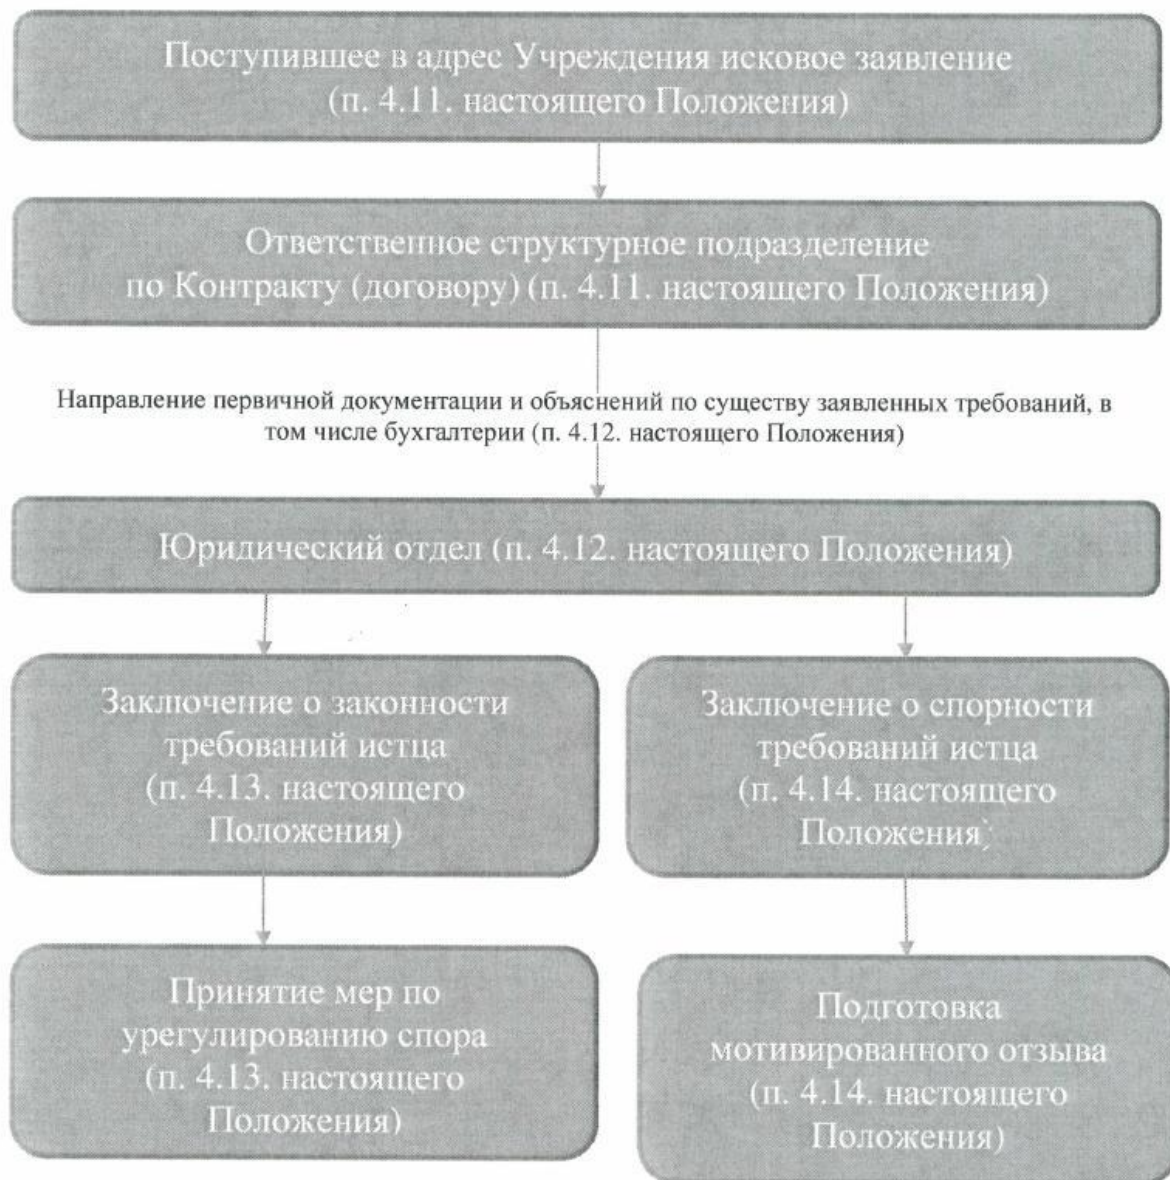 Поступившее в адрес Учреждения исковое заявление
(п. 4.11. настоящего Положения)
Ответственное структурное подразделение
по Контракту (договору) (п. 4.11. настоящего Положения)
Направление первичной документации и объяснений по существу заявленных требований, в
том числе бухгалтерии (п. 4.12. настоящего Положения)
Юридический отдел (п. 4.12. настоящего Положения)
Заключение о законности
требований истца
(п. 4.13. настоящего
Положения)
Заключение о спорности
требований истца
(п. 4.14. настоящего
Положения)
Принятие мер по
урегулированию спора
(п. 4.13. настоящего
Положения)
Подготовка
мотивированного отзыва
(п. 4.14. настоящего
Положения)